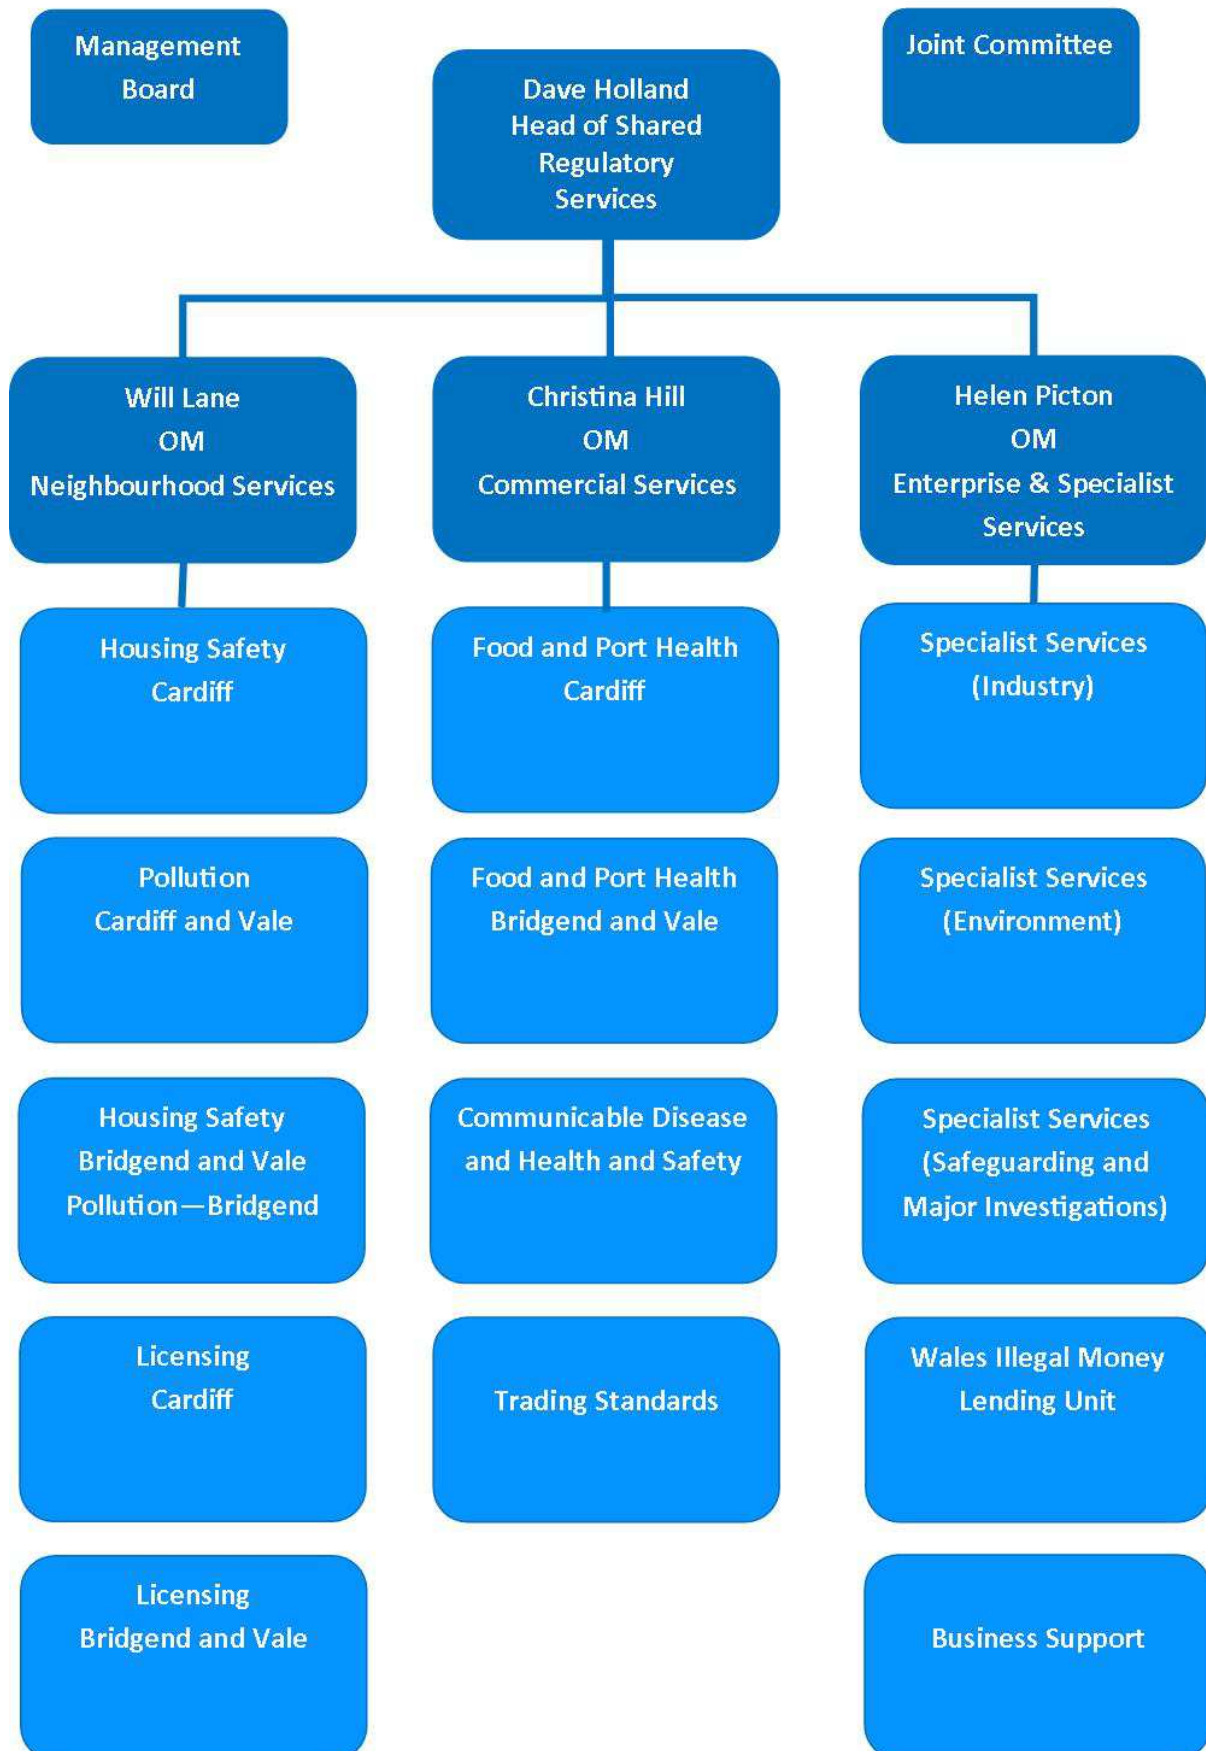 Management
Board
Joint Committee
Dave Holland
Head of Shared
Regulatory
Services
Will Lane
OM
Neighbourhood Services
Christina Hill
OM
Commercial Services
Helen Picton
OM
Enterprise & Specialist
Services
Housing Safety
Cardiff
Food and Port Health
Cardiff
Specialist Services
(Industry)
Pollution
Cardiff and Vale
Food and Port Health
Bridgend and Vale
Specialist Services
(Environment)
Housing Safety
Bridgend and Vale
Pollution—Bridgend
Communicable Disease
and Health and Safety
Specialist Services
(Safeguarding and
Major Investigations)
Licensing
Cardiff
Trading Standards
Wales Illegal Money
Lending Unit
Licensing
Bridgend and Vale
Business Support